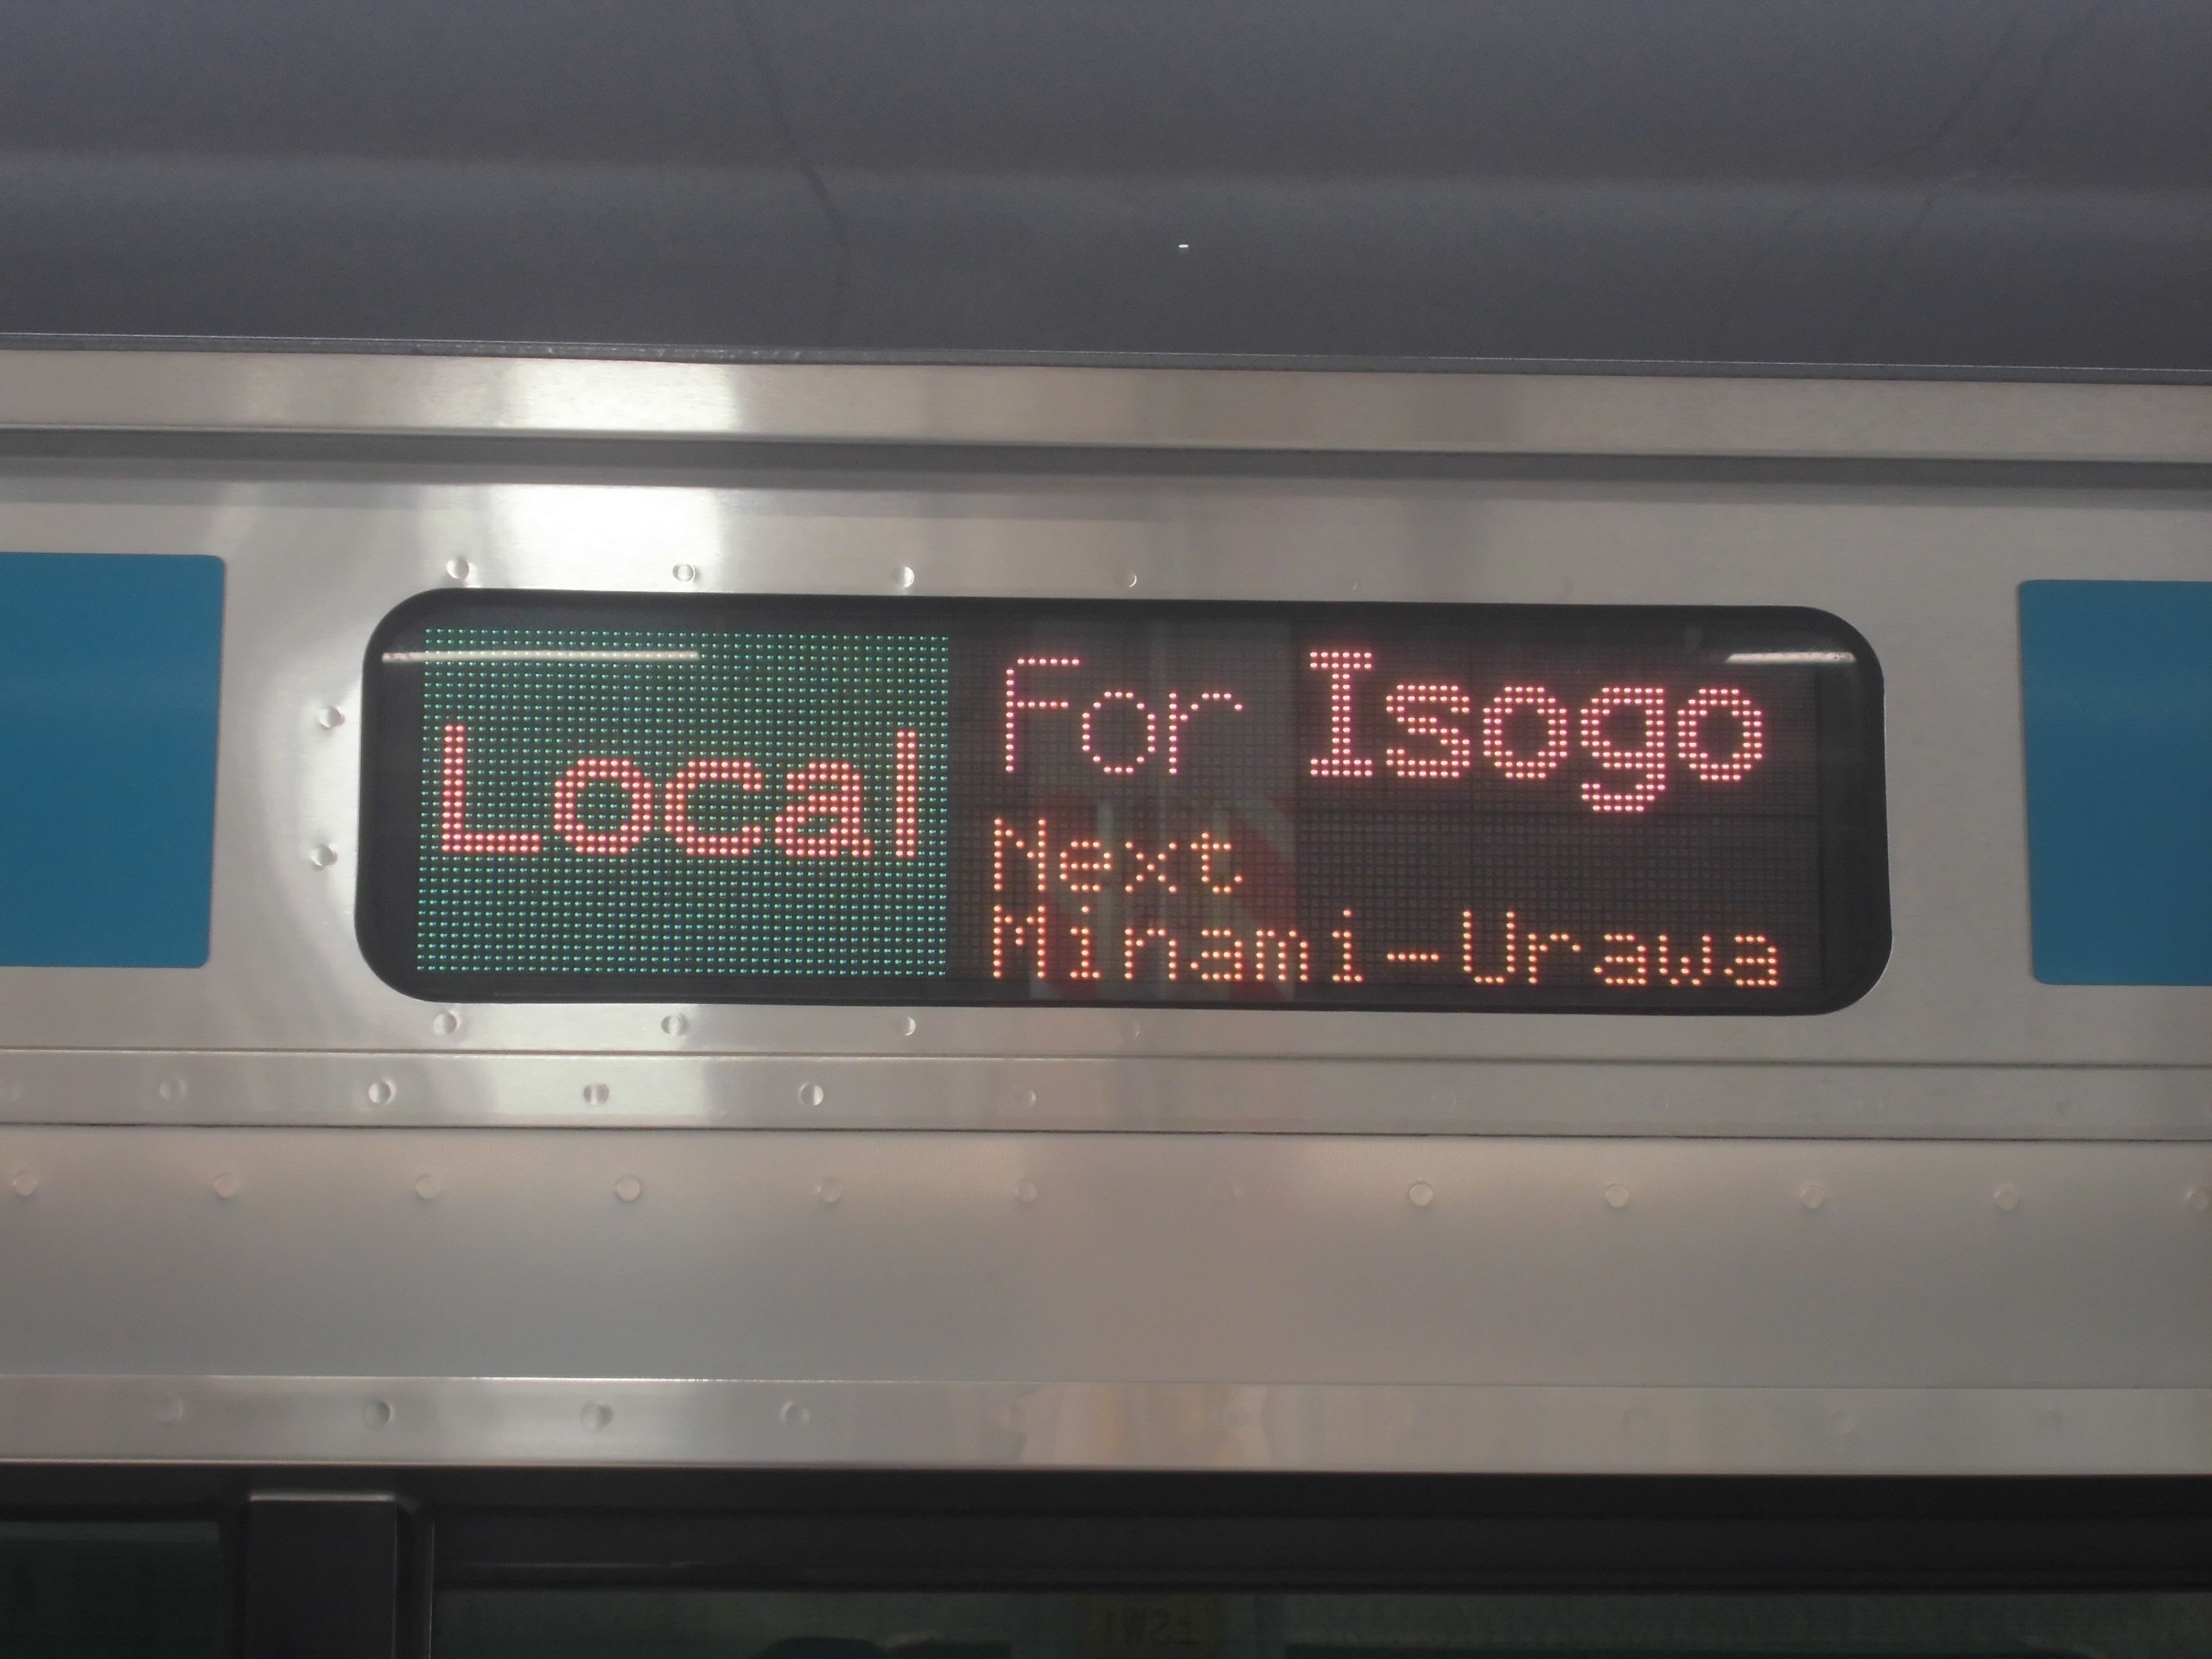 Local
For Isogo
Next
Minami-Urawa